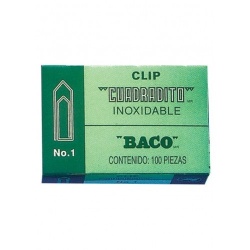 CLIP
"CUADRADITO"
INOXIDABLE
No.1
"BACO"
CONTENIDO: 100 PIEZAS